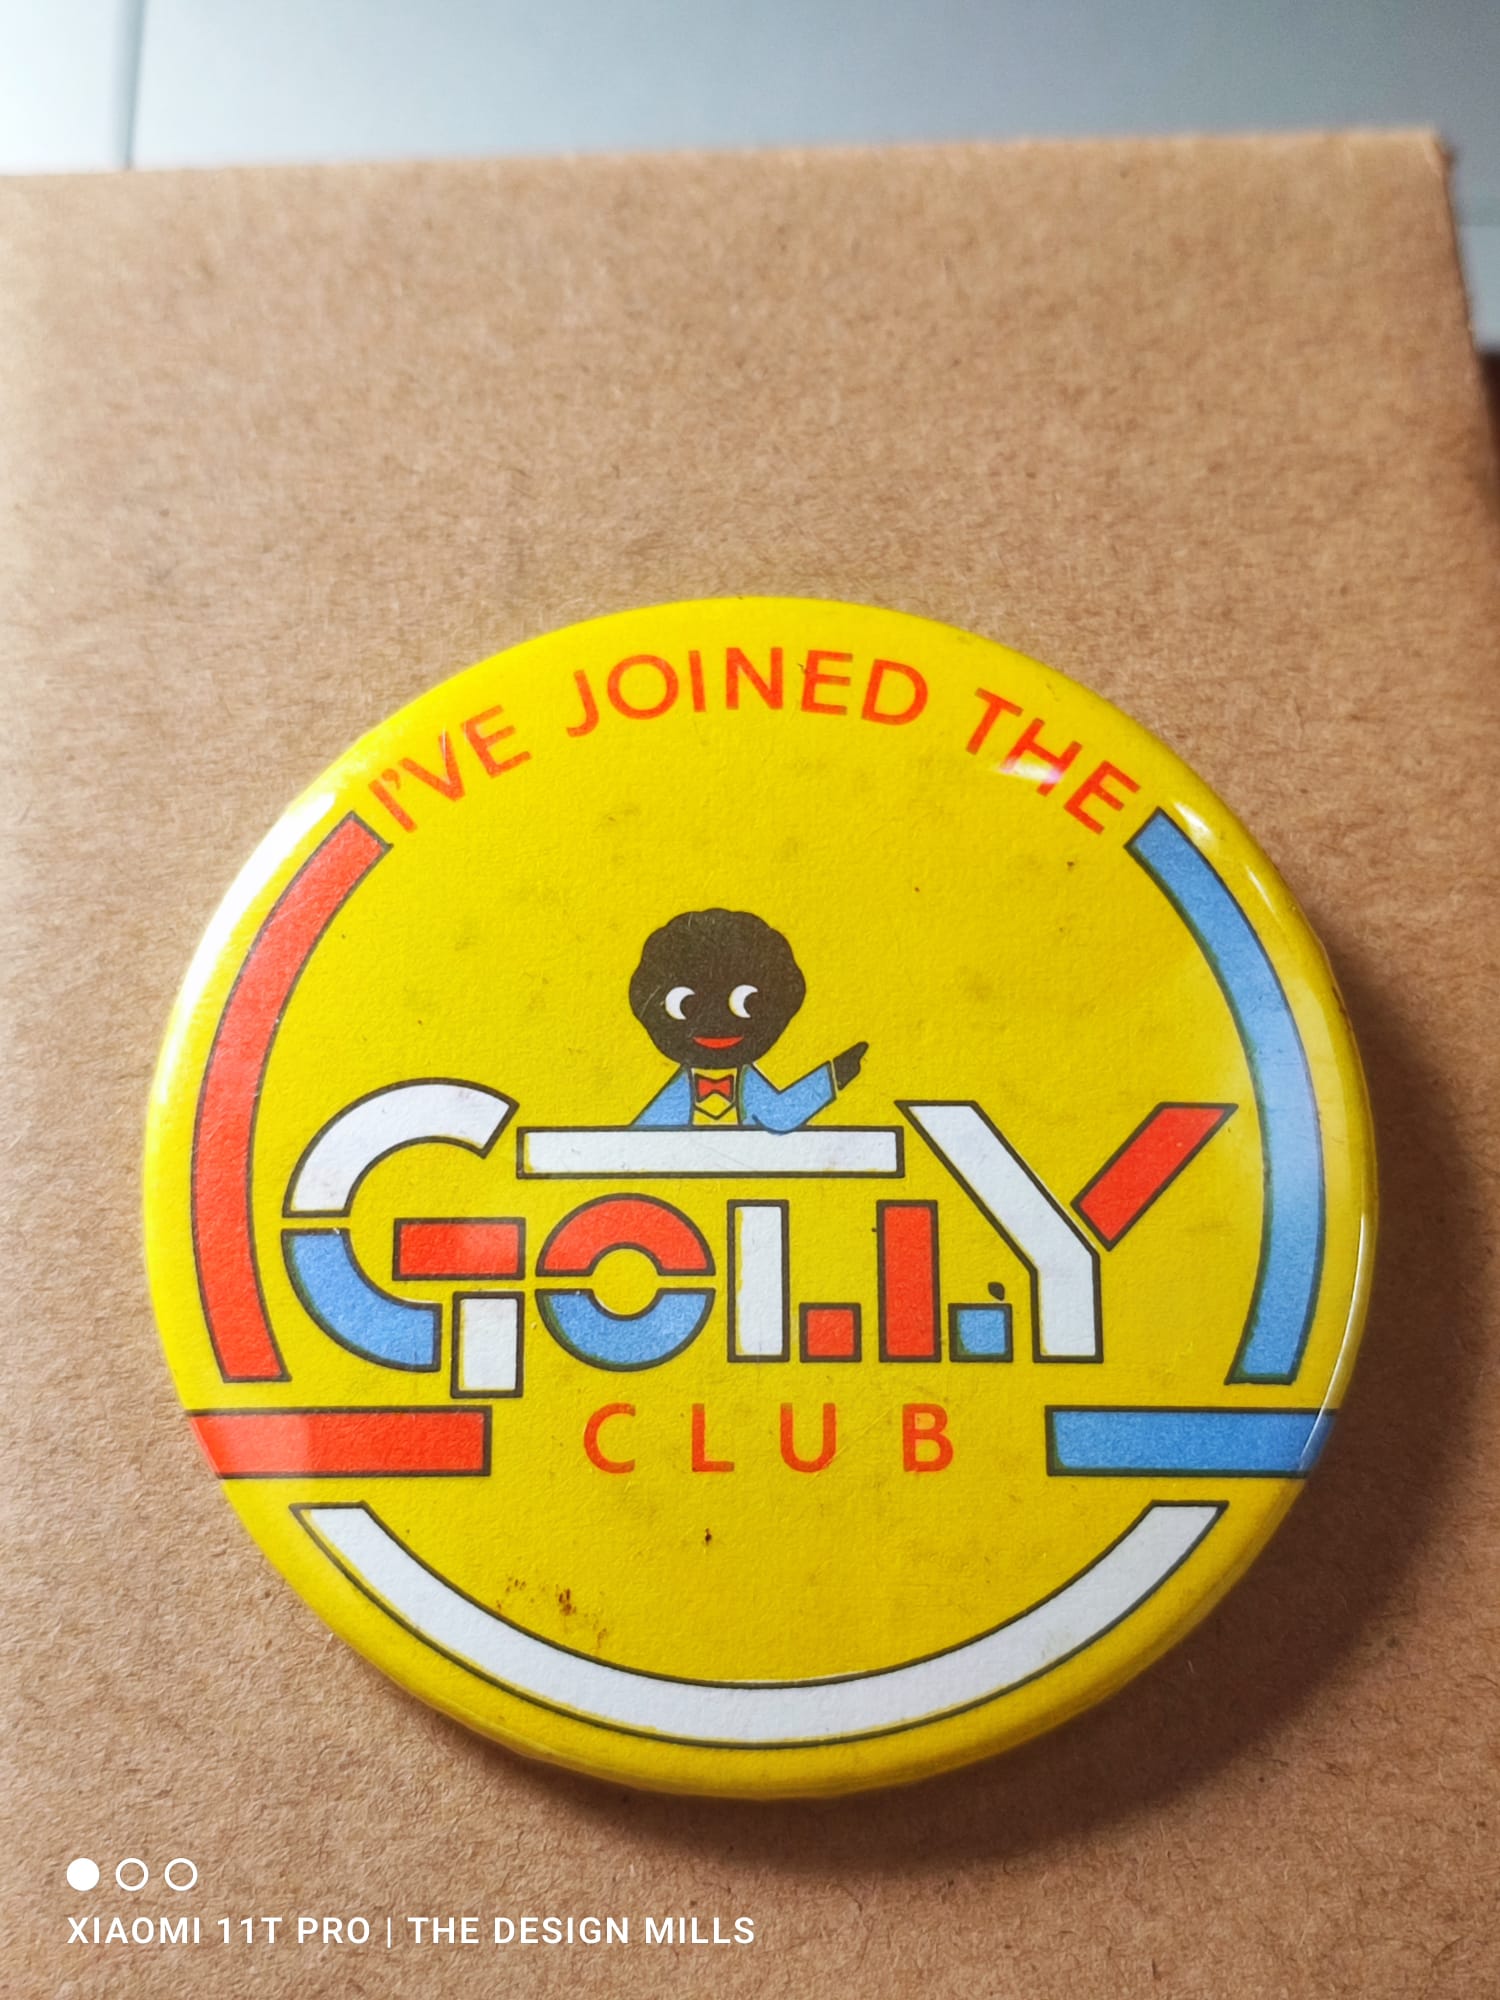 I'VE JOINED THE
GOLLY
CLUB
XIAOMI 11T PRO | THE DESIGN MILLS